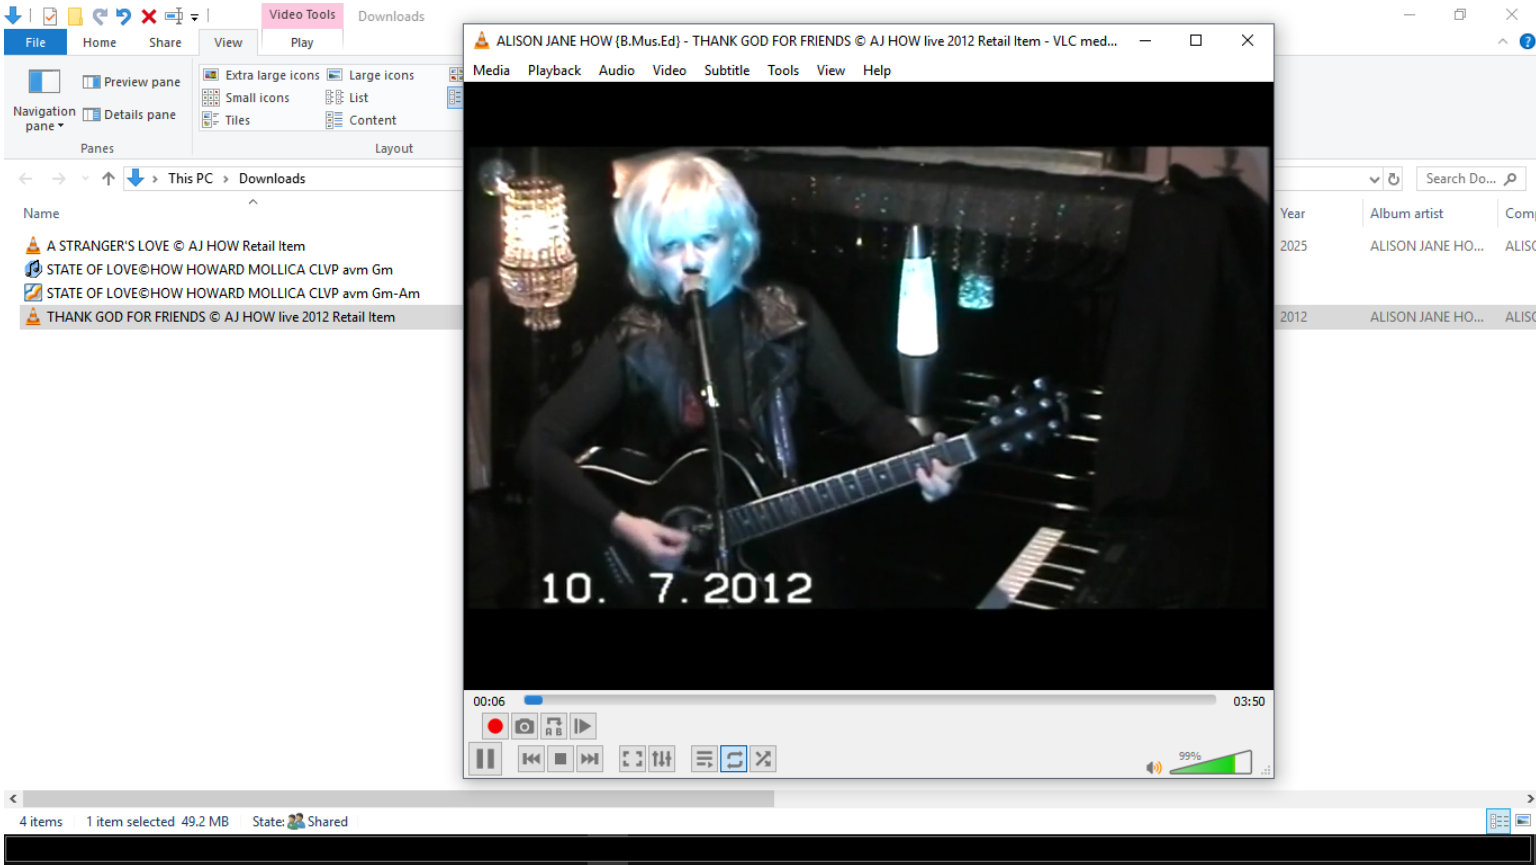 Video Tools
Downloads
File
Home
Share
View
Play
Navigation pane
Preview pane
Details pane
Panes
Extra large icons
Large icons
Small icons
List
Tiles
Content
Layout
This PC
Downloads
Search Do...
Name
Year
Album artist
Comp
A STRANGER'S LOVE © AJ HOW Retail Item
2025
ALISON JANE HO...
ALISC
STATE OF LOVE©HOW HOWARD MOLLICA CLVP avm Gm
STATE OF LOVE©HOW HOWARD MOLLICA CLVP avm Gm-Am
THANK GOD FOR FRIENDS © AJ HOW live 2012 Retail Item
2012
ALISON JANE HO...
ALISC
ALISON JANE HOW {B.Mus.Ed} - THANK GOD FOR FRIENDS © AJ HOW live 2012 Retail Item - VLC med...
Media Playback Audio Video Subtitle Tools View Help
10. 7.2012
00:06
03:50
A B
99%
4 items
1 item selected 49.2 MB
State: Shared